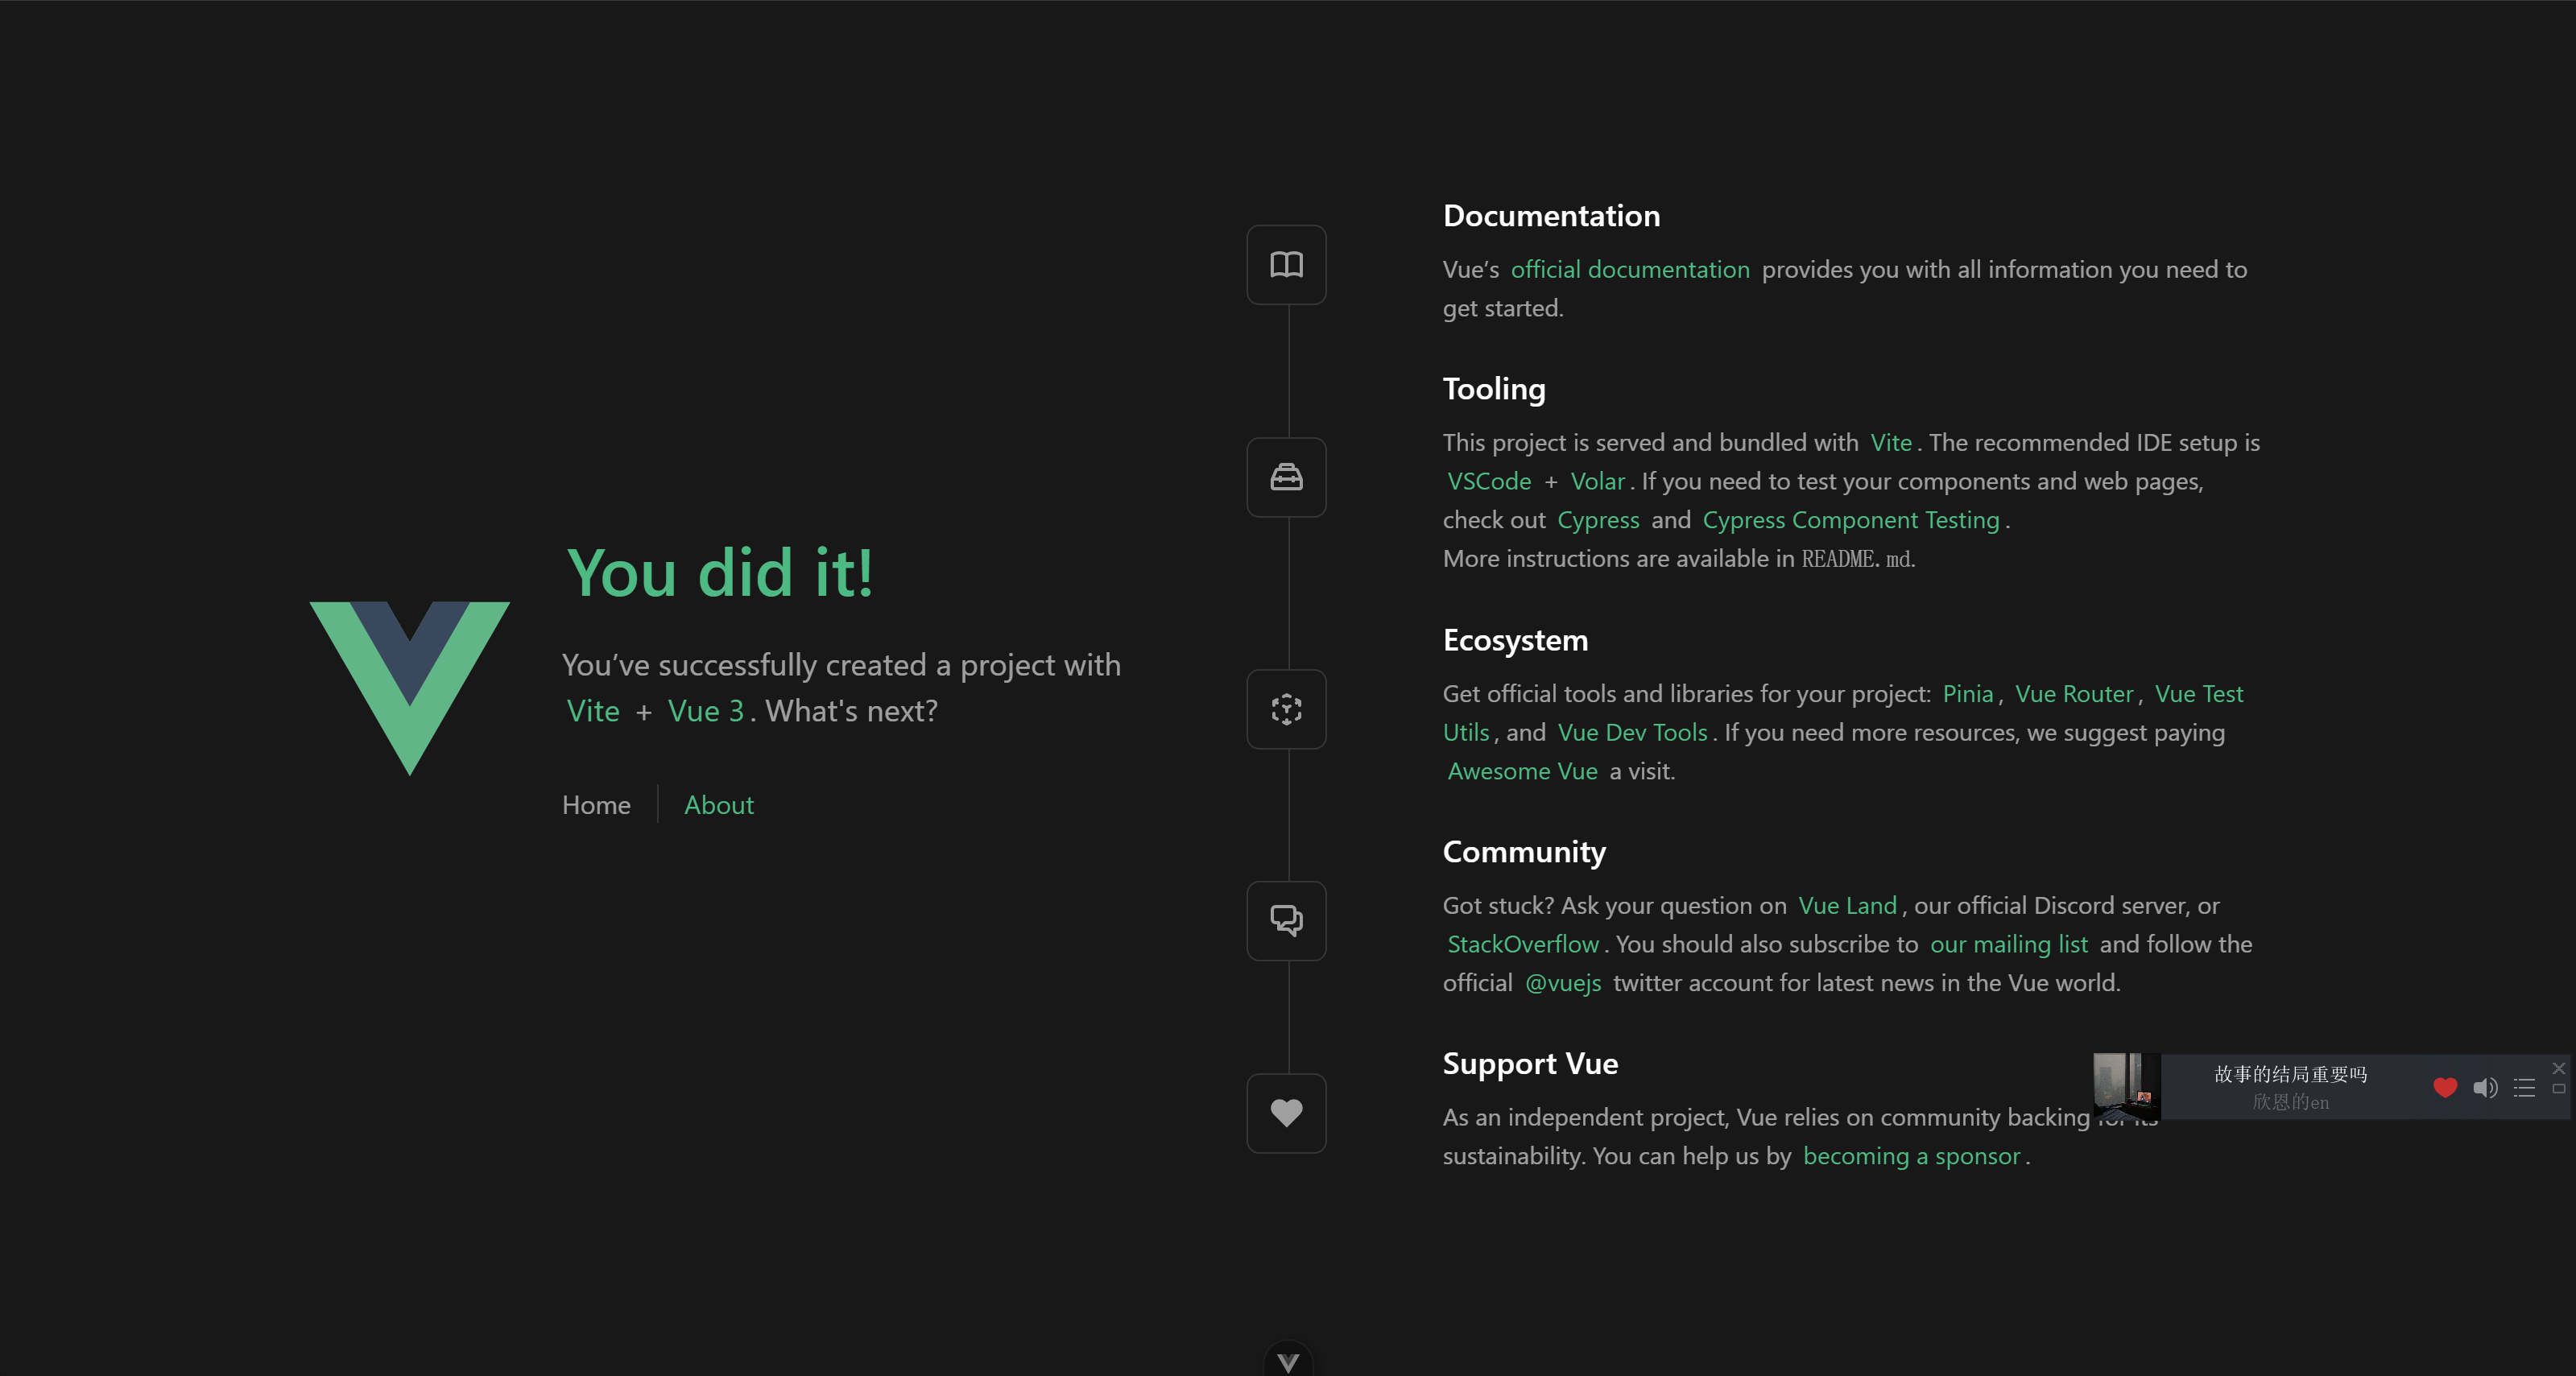 You did it!
You’ve successfully created a project with
Vite + Vue 3. What's next?
Home
About
Documentation
Vue’s official documentation provides you with all information you need to
get started.
Tooling
This project is served and bundled with Vite. The recommended IDE setup is
VSCode + Volar. If you need to test your components and web pages,
check out Cypress and Cypress Component Testing.
More instructions are available in README.md.
Ecosystem
Get official tools and libraries for your project: Pinia, Vue Router, Vue Test
Utils, and Vue Dev Tools. If you need more resources, we suggest paying
Awesome Vue a visit.
Community
Got stuck? Ask your question on Vue Land, our official Discord server, or
StackOverflow. You should also subscribe to our mailing list and follow the
official @vuejs twitter account for latest news in the Vue world.
Support Vue
As an independent project, Vue relies on community backing for its
sustainability. You can help us by becoming a sponsor.
故事的结局重要吗
欣恩的en